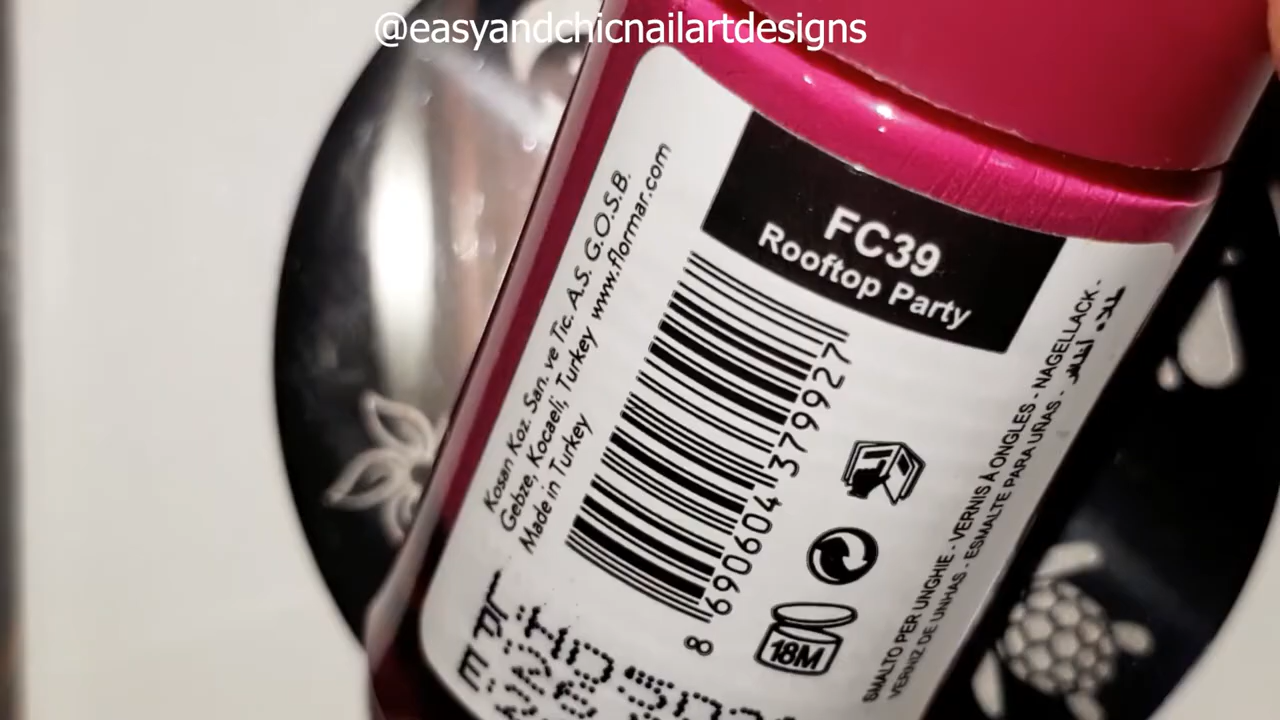 @easyandchicnailartdesigns
FC39
Rooftop Party
Kosan Koz. San. ve Tic. A.S. G.O.S.B.
Gebze, Kocaeli, Turkey www.flormar.com
Made in Turkey
8 690604 379927
18M
SMALTO PER UNGHIE - VERNIS À ONGLES - NAGELLACK -
VERNIZ DE UNHAS - ESMALTE PARA UÑAS -